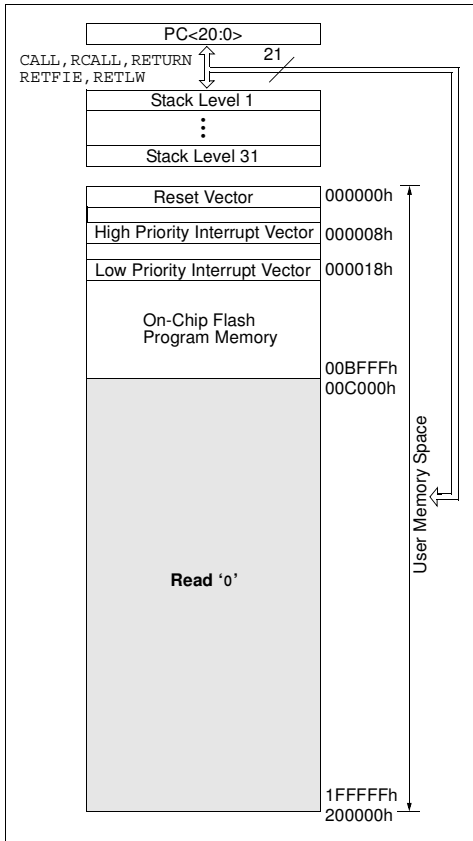 PC<20:0>
CALL,RCALL,RETURN
RETFIE,RETLW
21
Stack Level 1
Stack Level 31
Reset Vector
000000h
High Priority Interrupt Vector
000008h
Low Priority Interrupt Vector
000018h
On-Chip Flash
Program Memory
00BFFFh
00C000h
User Memory Space
Read ‘0’
1FFFFFh
200000h